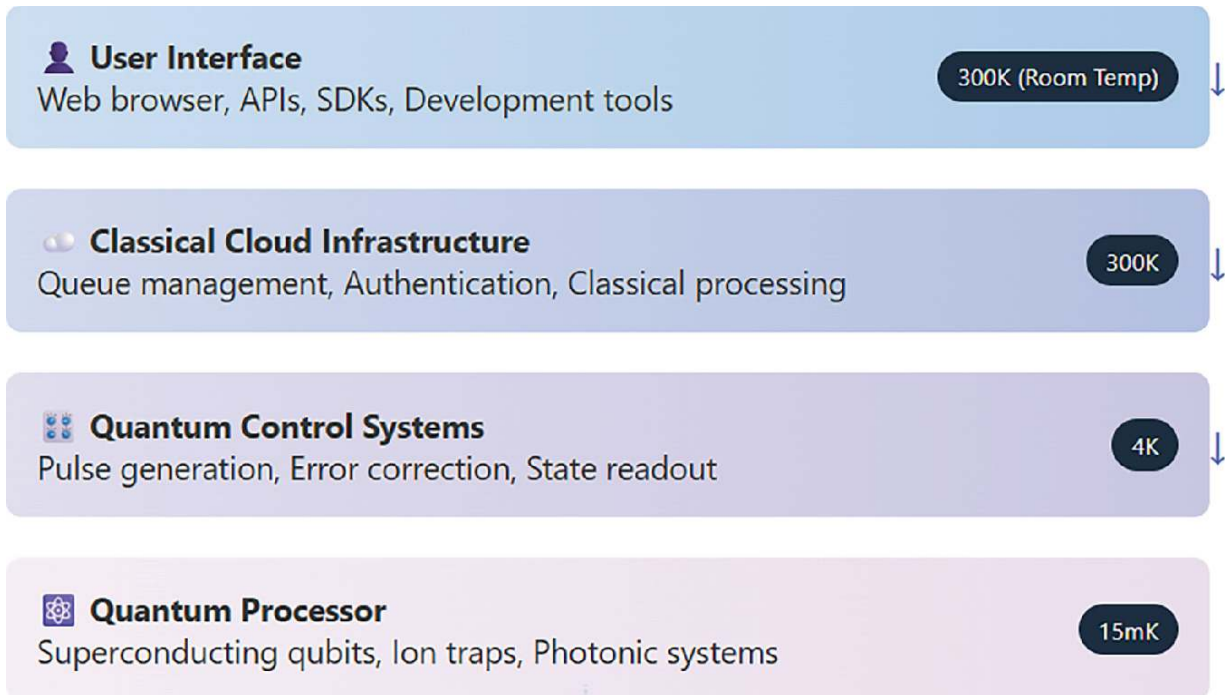 User Interface
Web browser, APIs, SDKs, Development tools
300K (Room Temp)
Classical Cloud Infrastructure
Queue management, Authentication, Classical processing
300K
Quantum Control Systems
Pulse generation, Error correction, State readout
4K
Quantum Processor
Superconducting qubits, Ion traps, Photonic systems
15mK